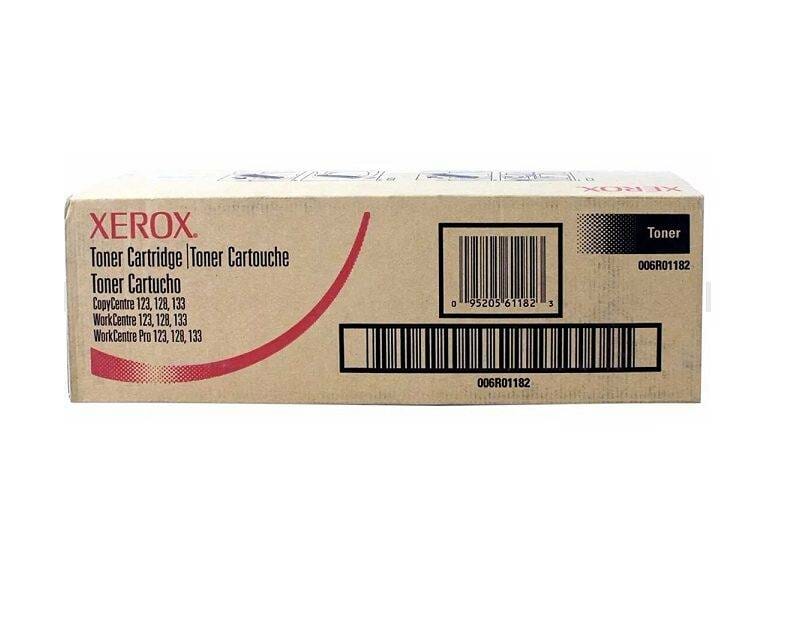 XEROX
XEROX.
Toner Cartridge | Toner Cartouche
Toner Cartucho
CopyCentre 123, 128, 133
WorkCentre 123, 128, 133
WorkCentre Pro 123, 128, 133
0 95205 61182 3
Toner
006R01182
006R01182